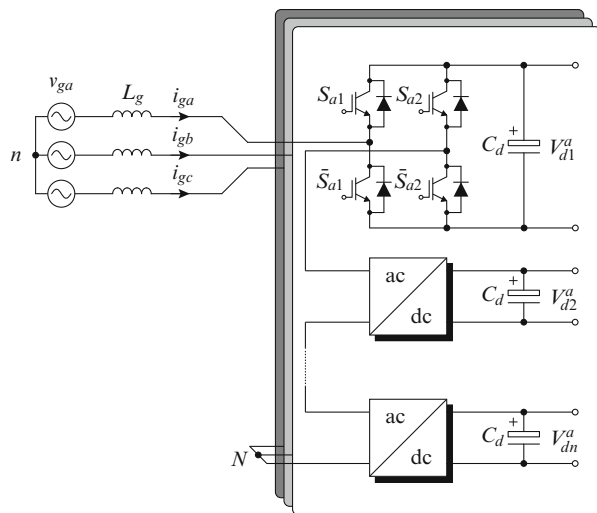 v_ga
L_g
i_ga
i_gb
i_gc
n
S_a1
S_a2
S̄_a1
S̄_a2
C_d
+
V^a_d1
ac
dc
C_d
+
V^a_d2
ac
dc
C_d
+
V^a_dn
N